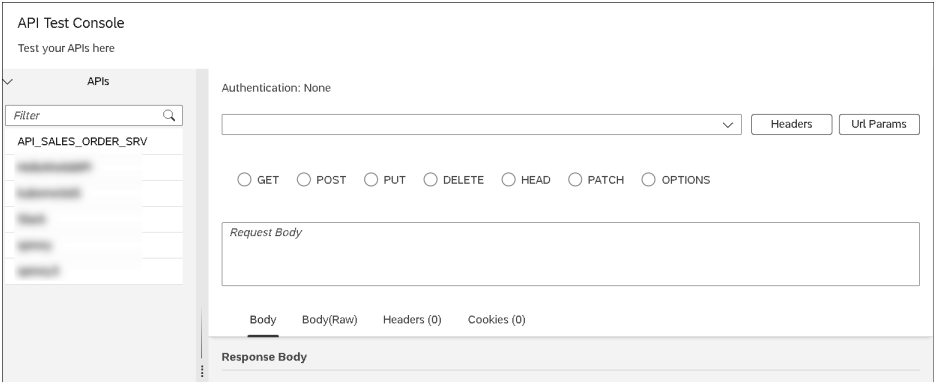 API Test Console
Test your APIs here
APIs
Filter
API_SALES_ORDER_SRV
Authentication: None
Headers
Url Params
GET
POST
PUT
DELETE
HEAD
PATCH
OPTIONS
Request Body
Body
Body(Raw)
Headers (0)
Cookies (0)
Response Body